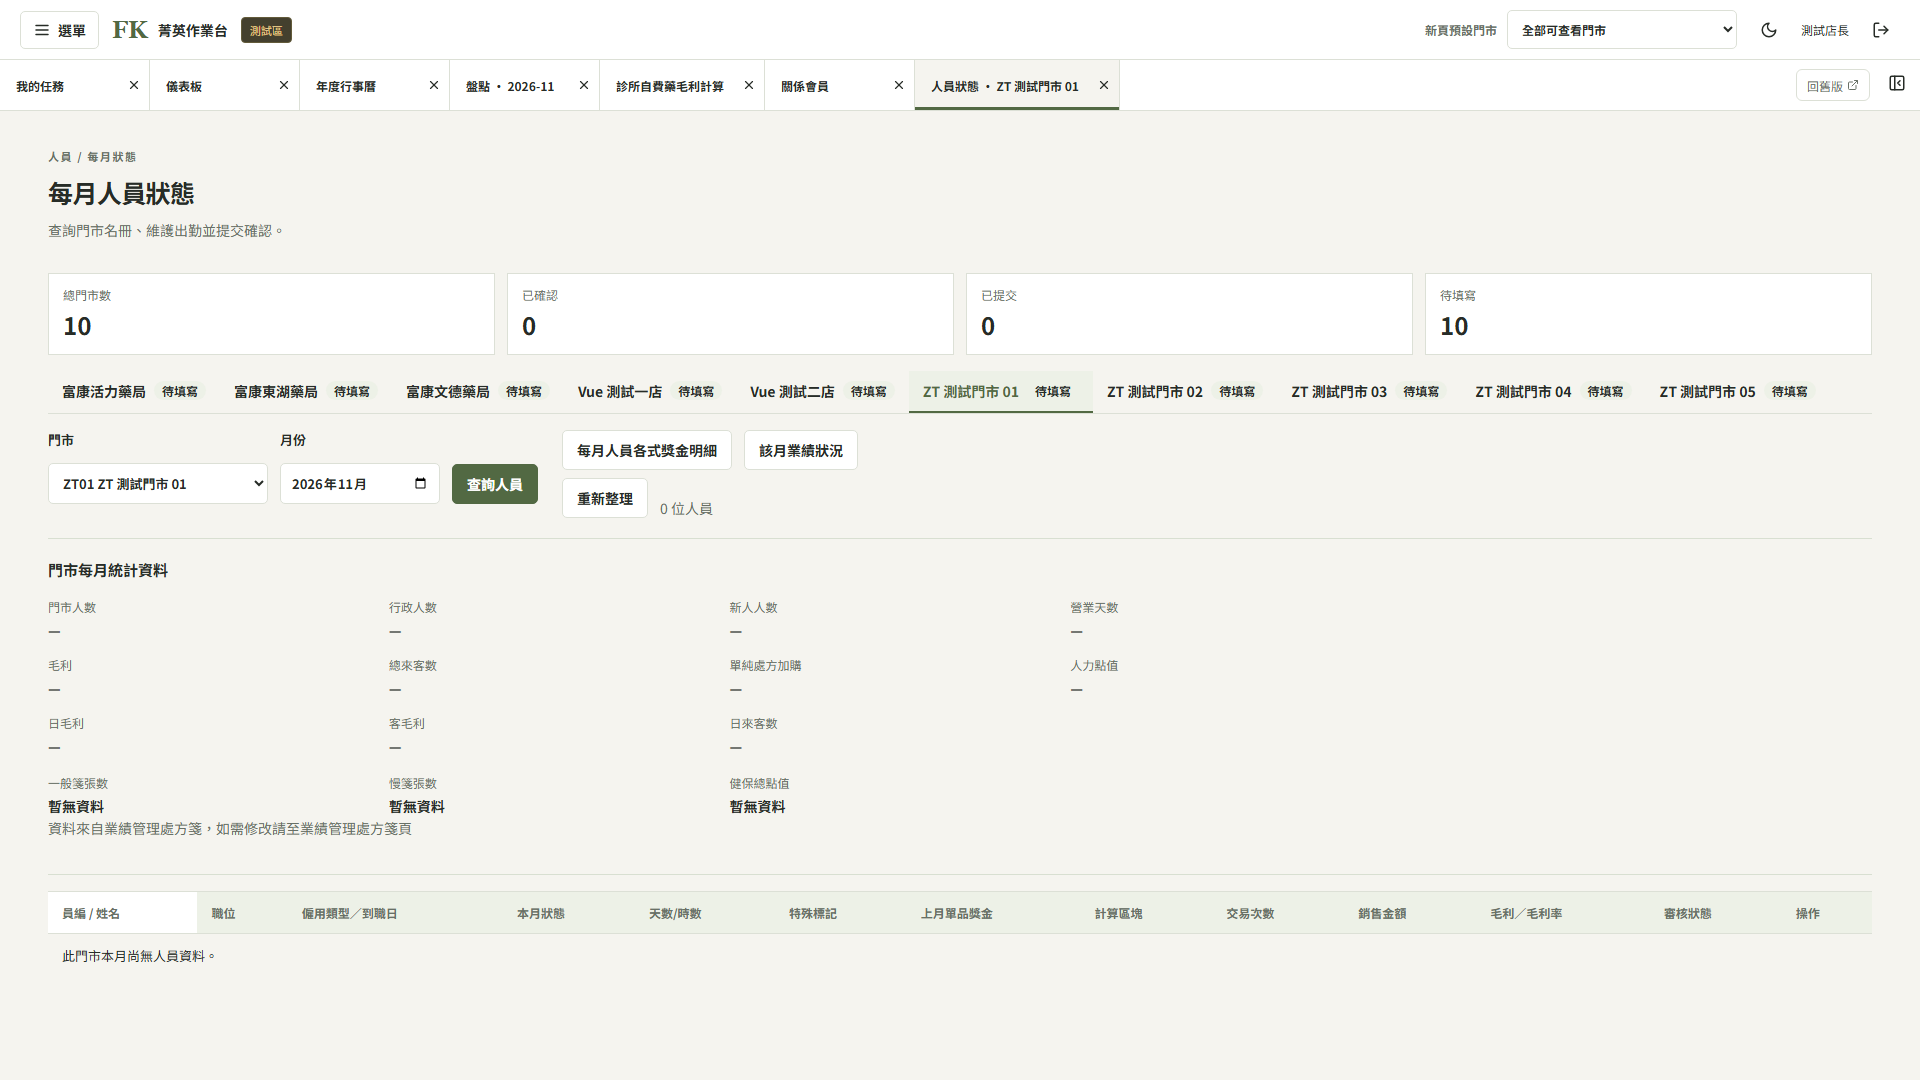 選單 FK 菁英作業台 測試區 新頁預設門市 全部可查看門市 測試店長
我的任務 儀表板 年度行事曆 盤點 · 2026-11 診所自費藥毛利計算 關係會員 人員狀態 · ZT 測試門市 01 回舊版
人員 / 每月狀態
每月人員狀態
查詢門市名冊、維護出勤並提交確認。
總門市數 已確認 已提交 待填寫
10 0 0 10
富康活力藥局 待填寫 富康東湖藥局 待填寫 富康文德藥局 待填寫 Vue 測試一店 待填寫 Vue 測試二店 待填寫 ZT 測試門市 01 待填寫 ZT 測試門市 02 待填寫 ZT 測試門市 03 待填寫 ZT 測試門市 04 待填寫 ZT 測試門市 05 待填寫
門市 月份
ZT01 ZT 測試門市 01 2026年11月 查詢人員 每月人員各式獎金明細 該月業績狀況
重新整理 0 位人員
門市每月統計資料
門市人數 行政人數 新人人數 營業天數
— — — —
毛利 總來客數 單純處方加購 人力點值
— — — —
日毛利 客毛利 日來客數
— — —
一般箋張數 慢箋張數 健保總點值
暫無資料 暫無資料 暫無資料
資料來自業績管理處方箋，如需修改請至業績管理處方箋頁
員編 / 姓名 職位 僱用類型／到職日 本月狀態 天數/時數 特殊標記 上月單品獎金 計算區塊 交易次數 銷售金額 毛利／毛利率 審核狀態 操作
此門市本月尚無人員資料。